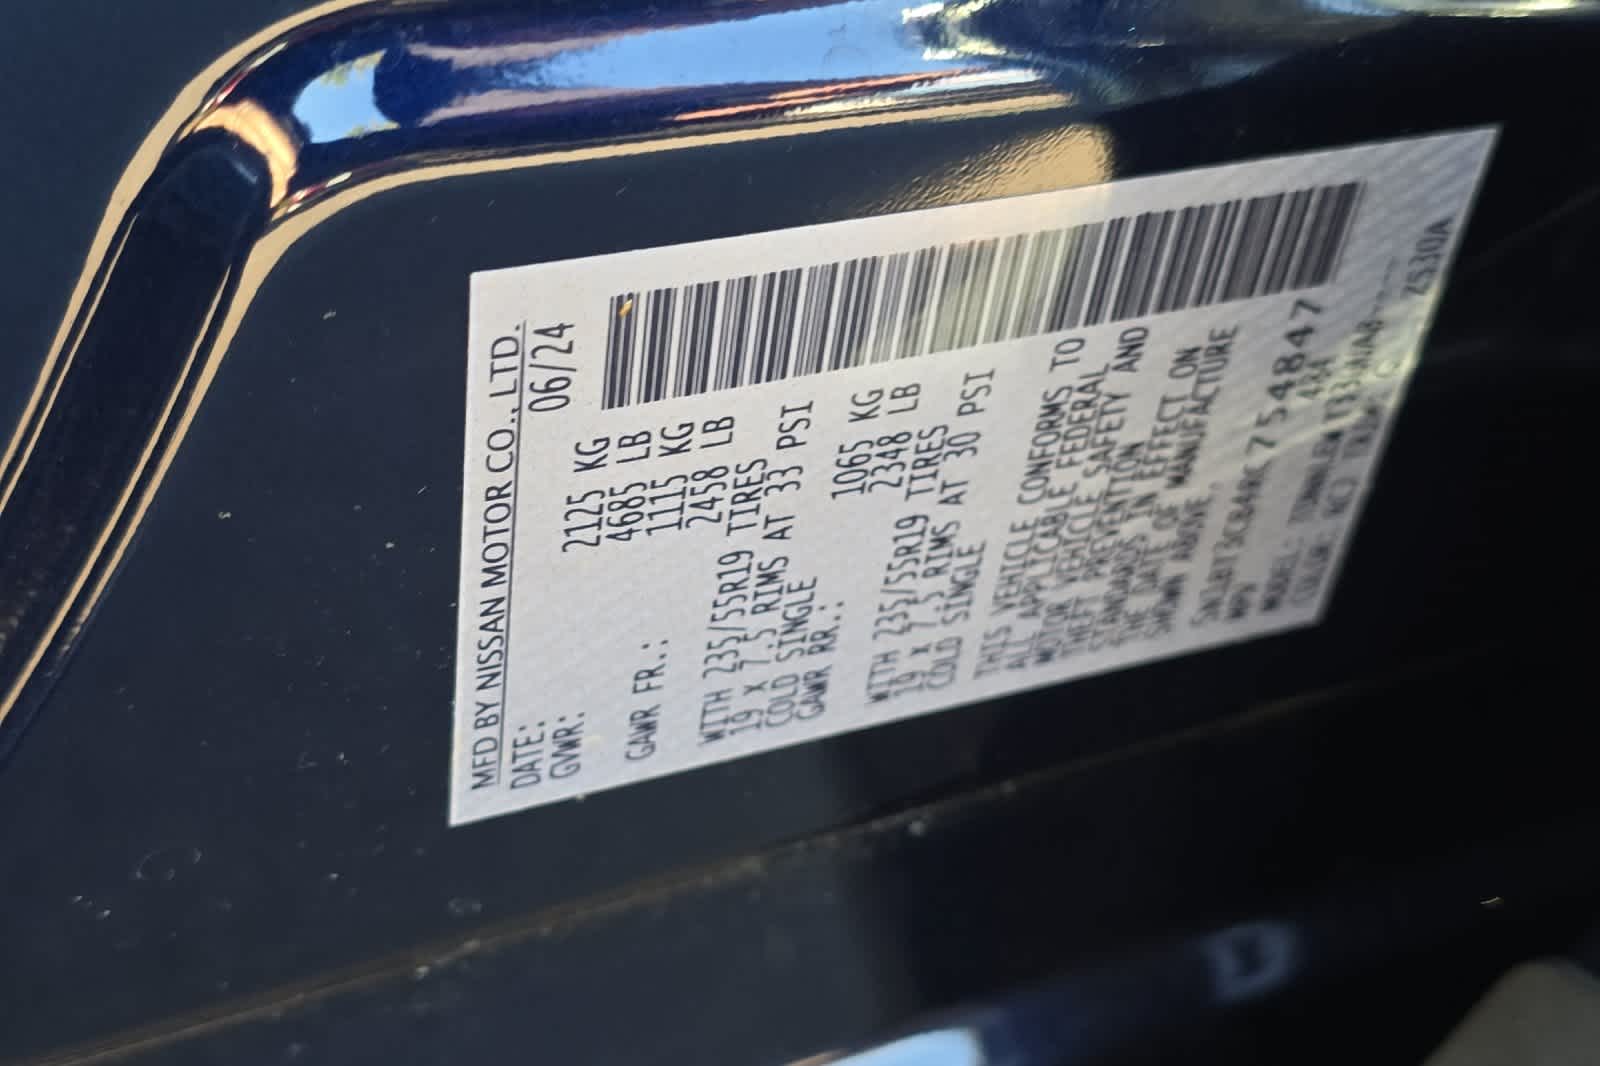 MFD BY NISSAN MOTOR CO., LTD.
DATE: 06/24
GVWR: 2125 KG
4685 LB
GAWR FR.: 1115 KG
2458 LB
WITH 235/55R19 TIRES
19 X 7.5 RIMS AT 33 PSI
COLD SINGLE
GAWR RR.: 1065 KG
2348 LB
WITH 235/55R19 TIRES
19 X 7.5 RIMS AT 30 PSI
COLD SINGLE
THIS VEHICLE CONFORMS TO
ALL APPLICABLE FEDERAL
MOTOR VEHICLE SAFETY AND
THEFT PREVENTION
STANDARDS IN EFFECT ON
THE DATE OF MANUFACTURE
SHOWN ABOVE.
754847
MPV 4X4
MODEL:
COLOR:
ZS30A